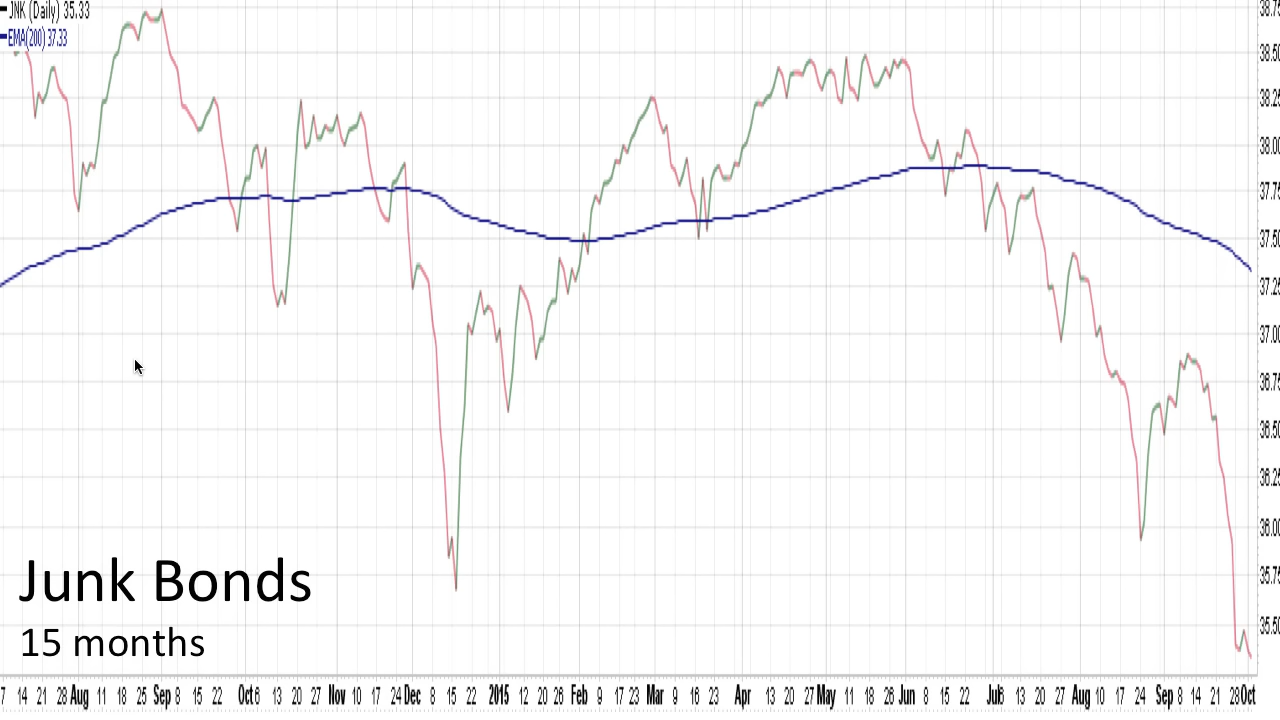 JNK (Daily) 35.33
EMA(200) 37.33
38.75
38.50
38.25
38.00
37.75
37.50
37.25
37.00
36.75
36.50
36.25
36.00
35.75
35.50
Junk Bonds
15 months
7 14 21 28 Aug 11 18 25 Sep 8 15 22 Oct 6 13 20 27 Nov 10 17 24 Dec 8 15 22 2015 12 20 26 Feb 9 17 23 Mar 9 16 23 Apr 13 20 27 May 11 18 26 Jun 8 15 22 Jul 6 13 20 27 Aug 10 17 24 Sep 8 14 21 28 Oct